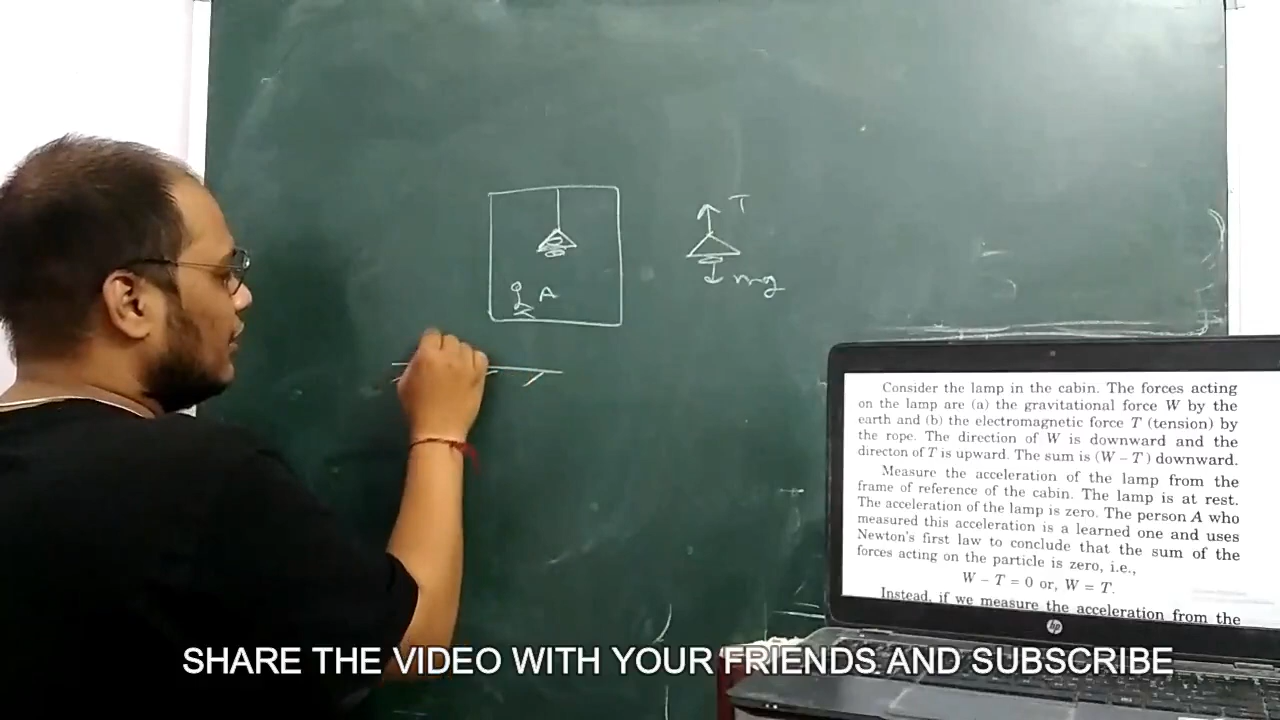 T
mg
A
Consider the lamp in the cabin. The forces acting
on the lamp are (a) the gravitational force W by the
earth and (b) the electromagnetic force T (tension) by
the rope. The direction of W is downward and the
directon of T is upward. The sum is (W – T) downward.
Measure the acceleration of the lamp from the
frame of reference of the cabin. The lamp is at rest.
The acceleration of the lamp is zero. The person A who
measured this acceleration is a learned one and uses
Newton's first law to conclude that the sum of the
forces acting on the particle is zero, i.e.,
W – T = 0 or, W = T.
Instead, if we measure the acceleration from the
hp
SHARE THE VIDEO WITH YOUR FRIENDS AND SUBSCRIBE